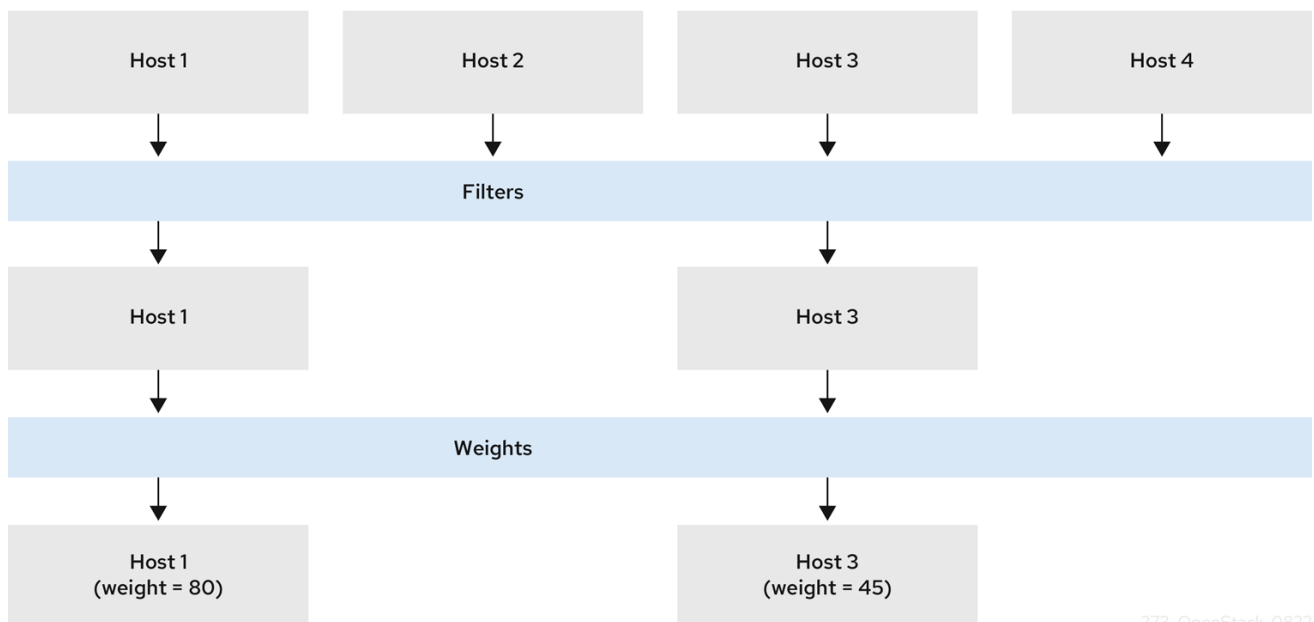 Host 1
Host 2
Host 3
Host 4
Filters
Host 1
Host 3
Weights
Host 1
(weight = 80)
Host 3
(weight = 45)
273_OpenStack_0822